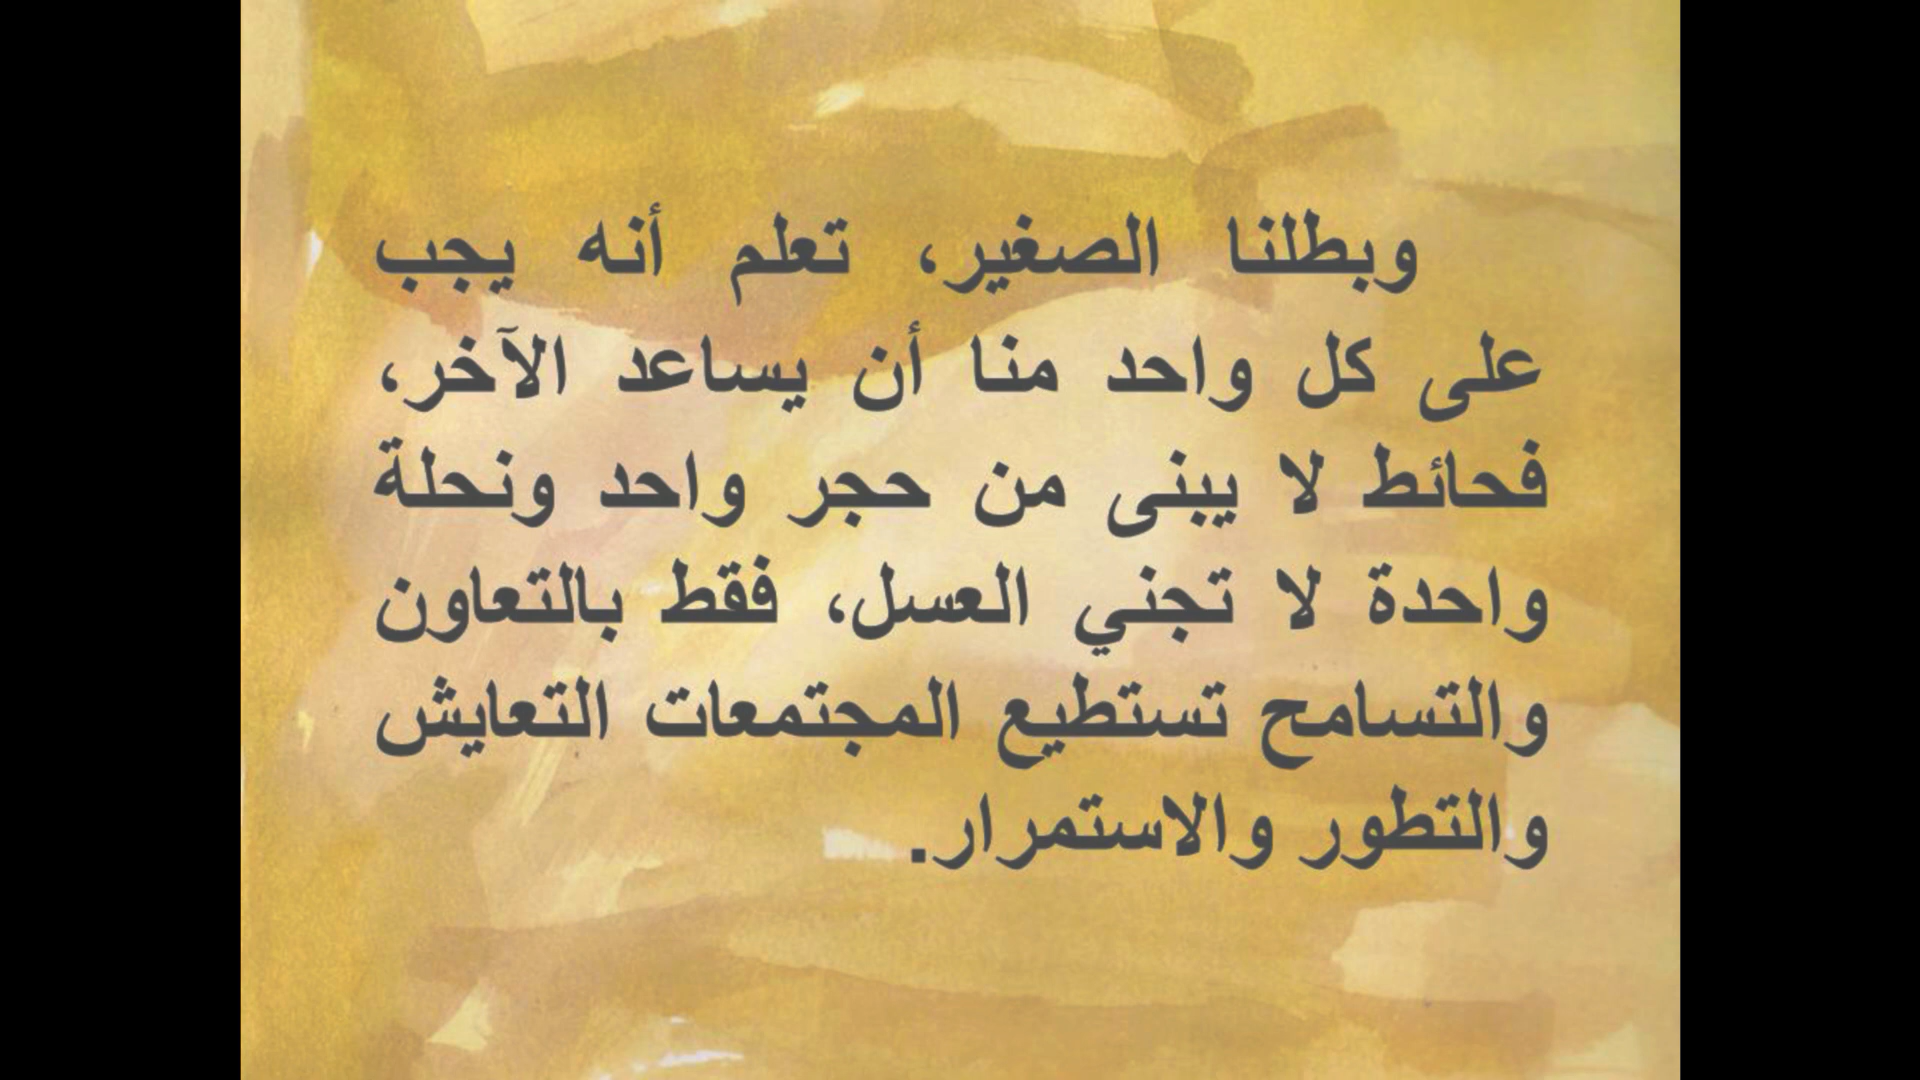 وبطلنا الصغير، تعلم أنه يجب
على كل واحد منا أن يساعد الآخر،
فحائط لا يبنى من حجر واحد ونحلة
واحدة لا تجني العسل، فقط بالتعاون
والتسامح تستطيع المجتمعات التعايش
والتطور والاستمرار.